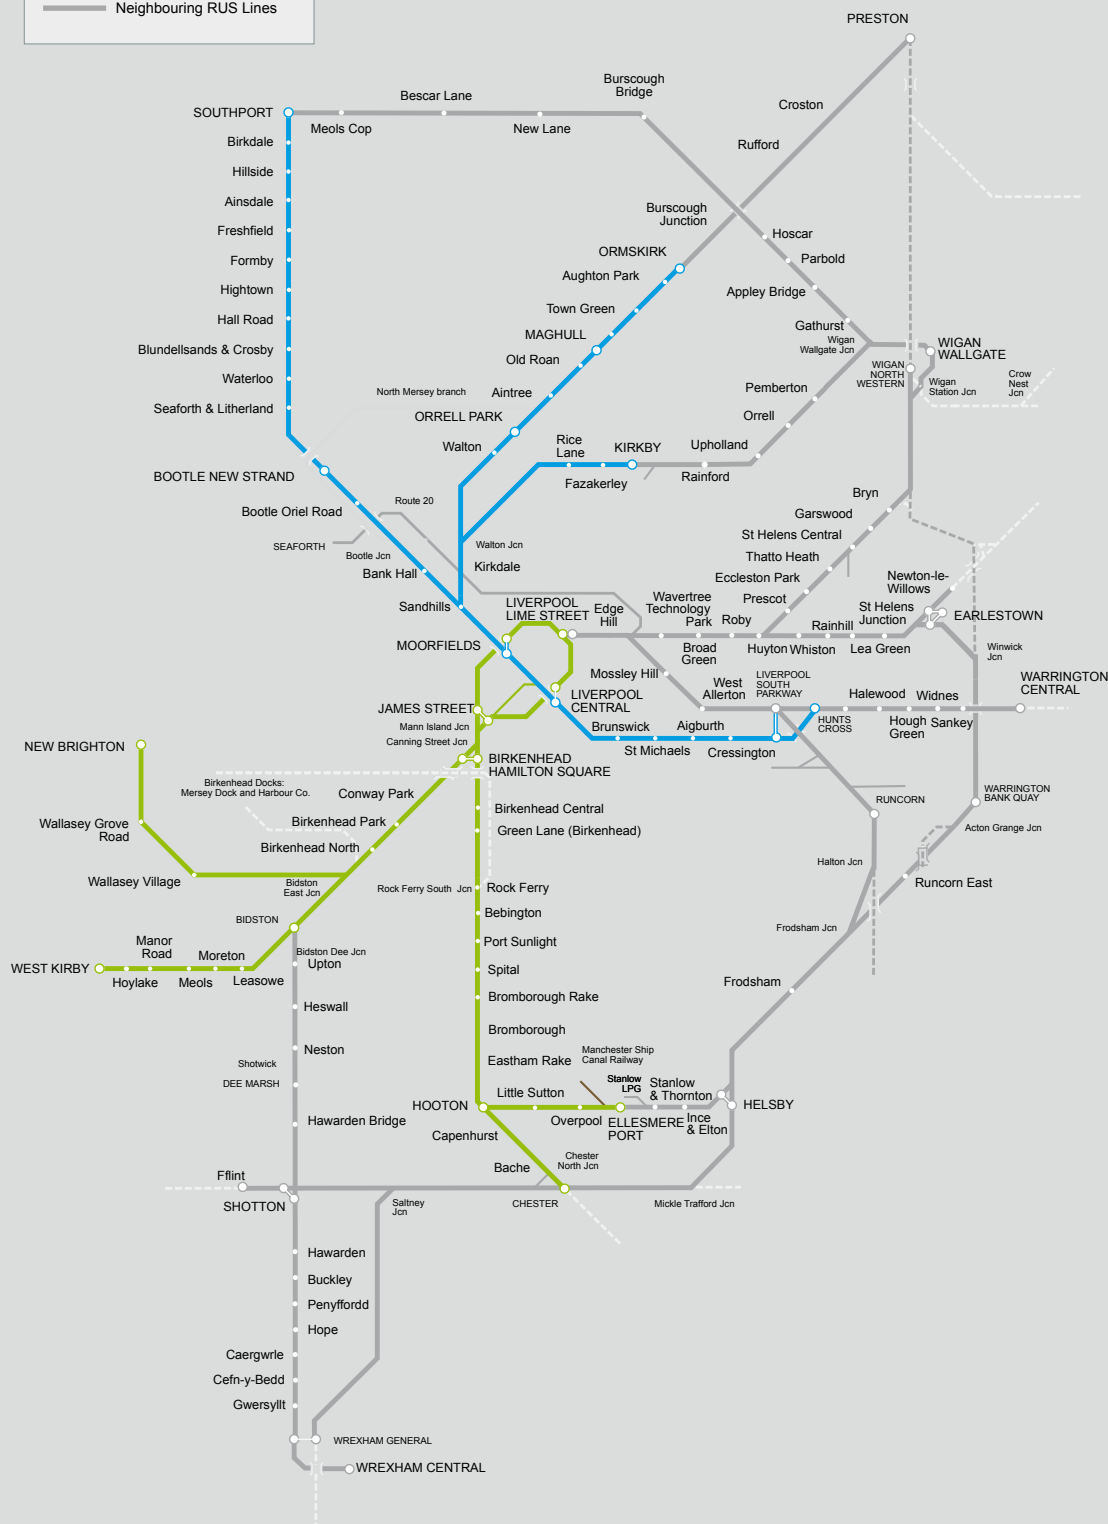 Neighbouring RUS Lines
PRESTON
Burscough
Bridge
Bescar Lane
Croston
SOUTHPORT
Meols Cop
New Lane
Birkdale
Rufford
Hillside
Ainsdale
Burscough
Junction
Freshfield
Hoscar
ORMSKIRK
Formby
Parbold
Aughton Park
Hightown
Appley Bridge
Town Green
Hall Road
Gathurst
MAGHULL
Wigan
Wallgate Jcn
WIGAN
WALLGATE
Blundellsands & Crosby
Old Roan
WIGAN
NORTH
WESTERN
Wigan
Station Jcn
Crow
Nest
Jcn
Waterloo
North Mersey branch
Aintree
Pemberton
Seaforth & Litherland
ORRELL PARK
Orrell
Walton
Rice
Lane
KIRKBY
Upholland
BOOTLE NEW STRAND
Fazakerley
Rainford
Bryn
Route 20
Bootle Oriel Road
Garswood
SEAFORTH
Bootle Jcn
Walton Jcn
St Helens Central
Bank Hall
Kirkdale
Thatto Heath
Eccleston Park
Newton-le-
Willows
Sandhills
LIVERPOOL
LIME STREET
Edge
Hill
Wavertree
Technology
Park
Prescot
Roby
St Helens
Junction
EARLESTOWN
Rainhill
MOORFIELDS
Broad
Green
Huyton
Whiston
Lea Green
Winwick
Jcn
Mossley Hill
West
Allerton
LIVERPOOL
SOUTH
PARKWAY
WARRINGTON
CENTRAL
JAMES STREET
LIVERPOOL
CENTRAL
Halewood
Widnes
Mann Island Jcn
Brunswick
Aigburth
HUNTS
CROSS
Hough
Green
Sankey
Canning Street Jcn
St Michaels
Cressington
NEW BRIGHTON
BIRKENHEAD
HAMILTON SQUARE
Birkenhead Docks:
Mersey Dock and Harbour Co.
Conway Park
WARRINGTON
BANK QUAY
RUNCORN
Birkenhead Central
Wallasey Grove
Road
Birkenhead Park
Green Lane (Birkenhead)
Acton Grange Jcn
Birkenhead North
Halton Jcn
Wallasey Village
Bidston
East Jcn
Rock Ferry South Jcn
Rock Ferry
Runcorn East
BIDSTON
Bebington
Frodsham Jcn
Manor
Road
Moreton
Bidston Dee Jcn
Upton
Port Sunlight
WEST KIRBY
Hoylake
Meols
Leasowe
Spital
Frodsham
Heswall
Bromborough Rake
Bromborough
Neston
Manchester Ship
Canal Railway
Shotwick
Eastham Rake
DEE MARSH
Stanlow
LPG
Stanlow
& Thornton
Little Sutton
HOOTON
HELSBY
Hawarden Bridge
Overpool
ELLESMERE
PORT
Ince
& Elton
Capenhurst
Chester
North Jcn
Bache
Fflint
SHOTTON
Saltney
Jcn
CHESTER
Mickle Trafford Jcn
Hawarden
Buckley
Penyffordd
Hope
Caergwrle
Cefn-y-Bedd
Gwersyllt
WREXHAM GENERAL
WREXHAM CENTRAL